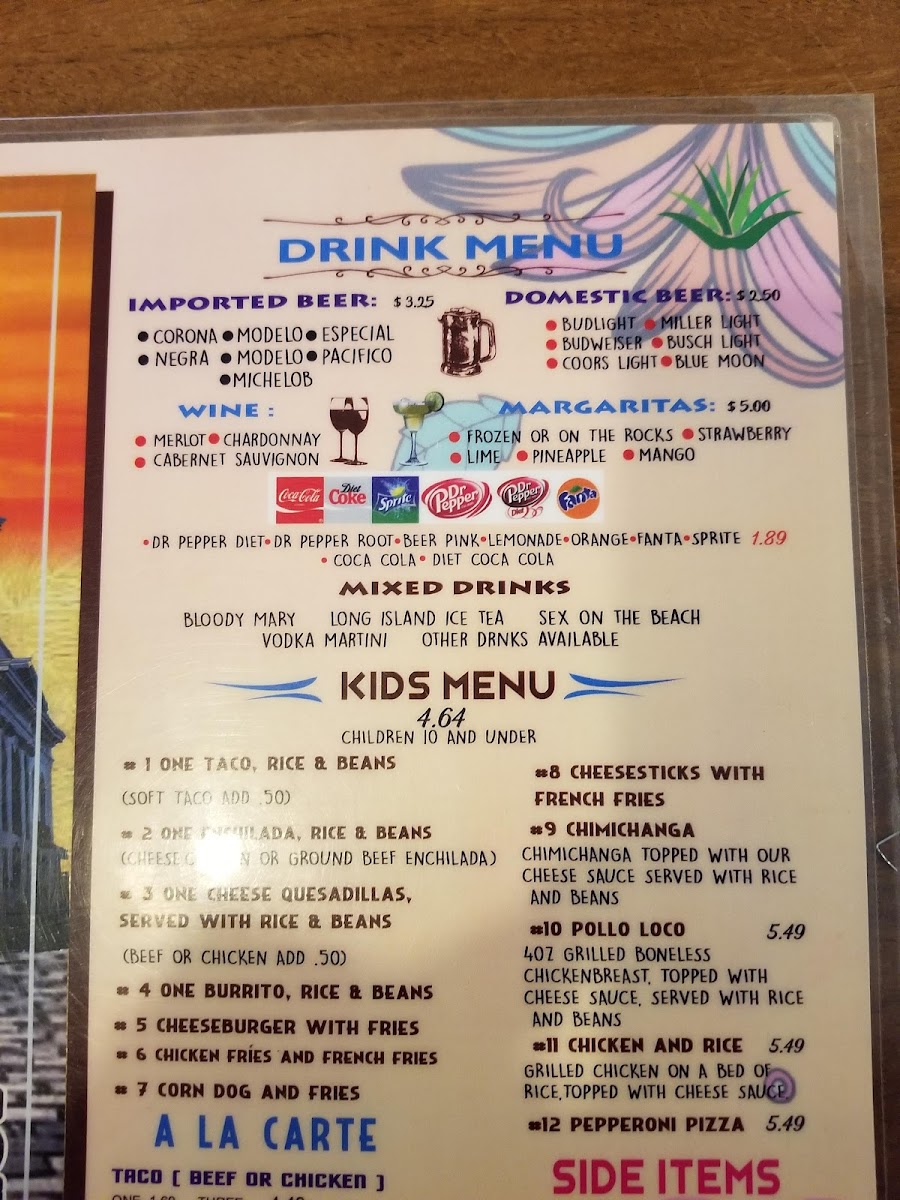 DRINK MENU
IMPORTED BEER: $3.25
• CORONA • MODELO • ESPECIAL
• NEGRA • MODELO • PACIFICO
• MICHELOB
DOMESTIC BEER: $2.50
• BUDLIGHT • MILLER LIGHT
• BUDWEISER • BUSCH LIGHT
• COORS LIGHT • BLUE MOON
WINE :
• MERLOT • CHARDONNAY
• CABERNET SAUVIGNON
MARGARITAS: $5.00
• FROZEN OR ON THE ROCKS • STRAWBERRY
• LIME • PINEAPPLE • MANGO
Coca-Cola Diet Coke Sprite Dr Pepper Dr Pepper Diet Fanta
•DR PEPPER DIET•DR PEPPER ROOT•BEER PINK•LEMONADE•ORANGE•FANTA•SPRITE 1.89
• COCA COLA• DIET COCA COLA
MIXED DRINKS
BLOODY MARY LONG ISLAND ICE TEA SEX ON THE BEACH
VODKA MARTINI OTHER DRNKS AVAILABLE
KIDS MENU
4.64
CHILDREN 10 AND UNDER
# 1 ONE TACO, RICE & BEANS
(SOFT TACO ADD .50)
# 2 ONE ENCHILADA, RICE & BEANS
(CHEESE OR GROUND BEEF ENCHILADA)
# 3 ONE CHEESE QUESADILLAS,
SERVED WITH RICE & BEANS
(BEEF OR CHICKEN ADD .50)
# 4 ONE BURRITO, RICE & BEANS
# 5 CHEESEBURGER WITH FRIES
# 6 CHICKEN FRÍES AND FRENCH FRIES
# 7 CORN DOG AND FRIES
#8 CHEESESTICKS WITH
FRENCH FRIES
#9 CHIMICHANGA
CHIMICHANGA TOPPED WITH OUR
CHEESE SAUCE SERVED WITH RICE
AND BEANS
#10 POLLO LOCO 5.49
4OZ GRILLED BONELESS
CHICKENBREAST, TOPPED WITH
CHEESE SAUCE, SERVED WITH RICE
AND BEANS
#11 CHICKEN AND RICE 5.49
GRILLED CHICKEN ON A BED OF
RICE,TOPPED WITH CHEESE SAUCE
#12 PEPPERONI PIZZA 5.49
A LA CARTE
TACO [ BEEF OR CHICKEN ]
SIDE ITEMS